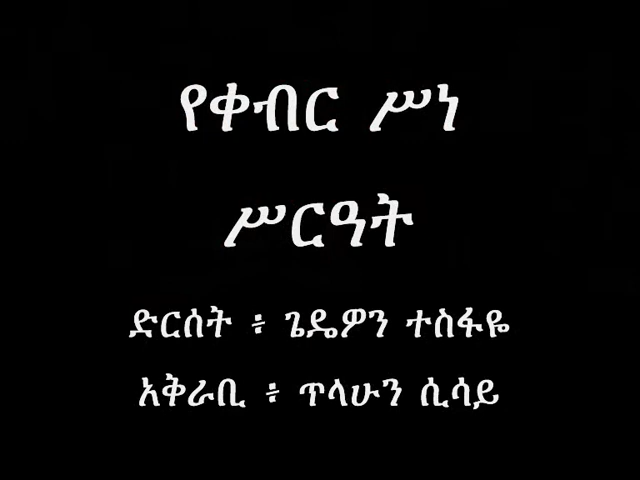 የቀብር ሥነ
ሥርዓት
ድርሰት ፥ ጌዴዎን ተስፋዬ
አቅራቢ ፥ ጥላሁን ሲሳይ